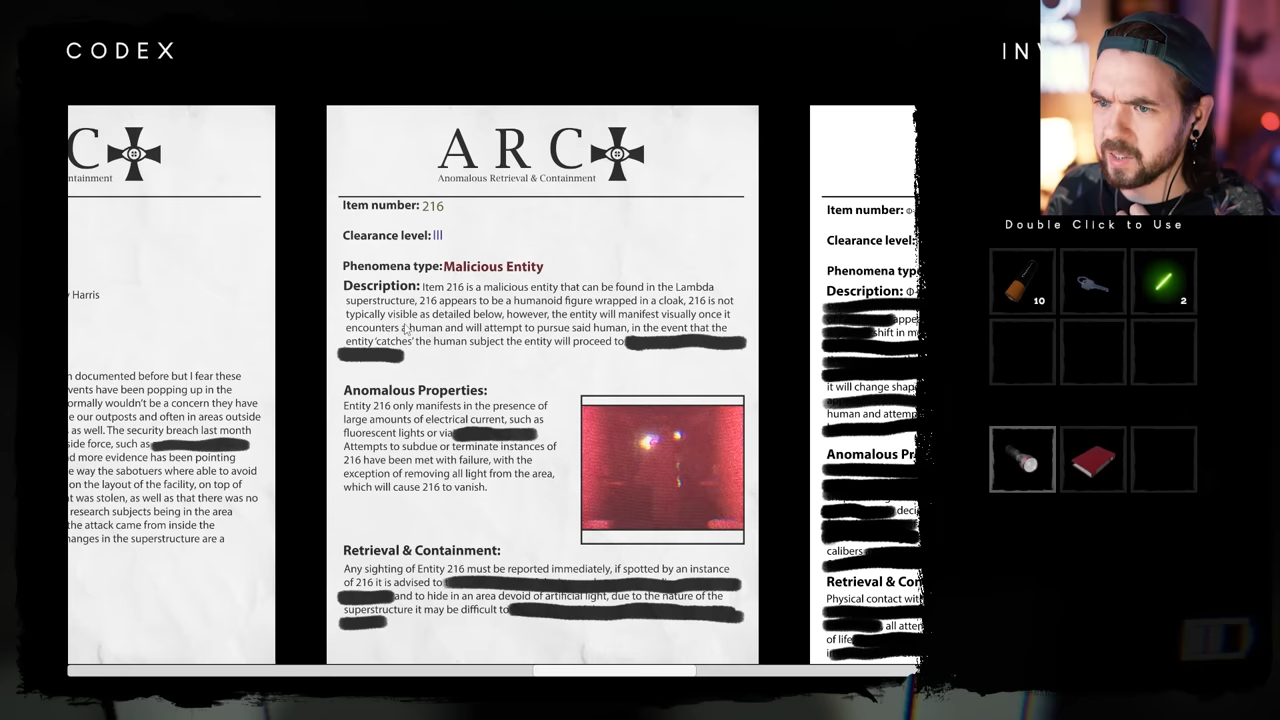 CODEX
INV
C
ntainment
y Harris
n documented before but I fear these
vents have been popping up in the
ormally wouldn't be a concern they have
e our outposts and often in areas outside
as well. The security breach last month
side force, such as
d more evidence has been pointing
e way the sabotuers where able to avoid
on the layout of the facility, on top of
t was stolen, as well as that there was no
research subjects being in the area
the attack came from inside the
hanges in the superstructure are a
ARC
Anomalous Retrieval & Containment
Item number: 216
Clearance level: III
Phenomena type: Malicious Entity
Description: Item 216 is a malicious entity that can be found in the Lambda
superstructure, 216 appears to be a humanoid figure wrapped in a cloak, 216 is not
typically visible as detailed below, however, the entity will manifest visually once it
encounters a human and will attempt to pursue said human, in the event that the
entity 'catches' the human subject the entity will proceed to
Anomalous Properties:
Entity 216 only manifests in the presence of
large amounts of electrical current, such as
fluorescent lights or via
Attempts to subdue or terminate instances of
216 have been met with failure, with the
exception of removing all light from the area,
which will cause 216 to vanish.
Retrieval & Containment:
Any sighting of Entity 216 must be reported immediately, if spotted by an instance
of 216 it is advised to
and to hide in an area devoid of artificial light, due to the nature of the
superstructure it may be difficult to
Item number: Φ
Clearance level:
Phenomena type
Description: Φ
appe
shift in m
it will change shap
human and attemp
Anomalous Pr
deci
calibers
Retrieval & Con
Physical contact with
all atten
of life
Double Click to Use
10
2